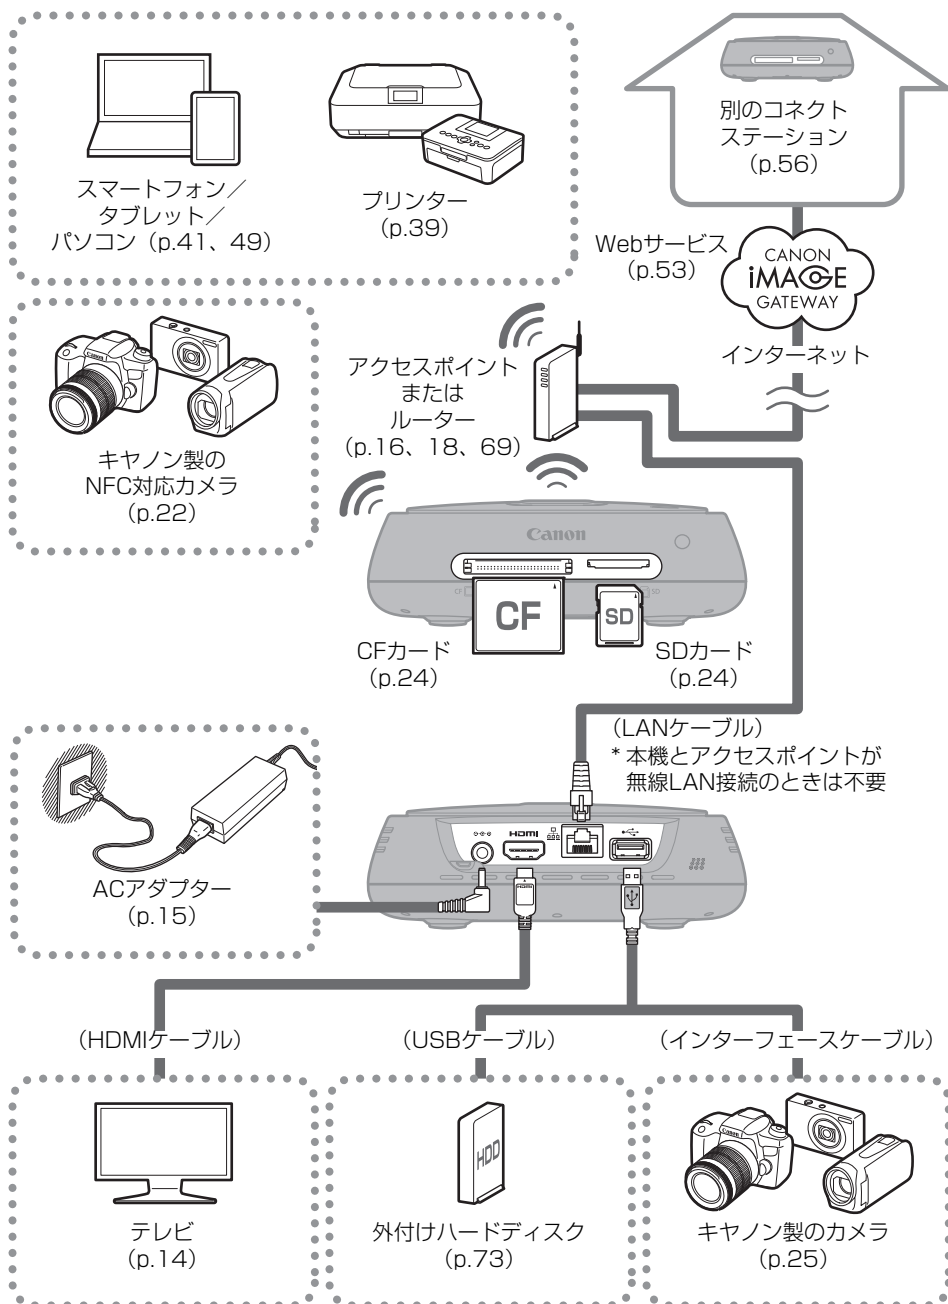 別のコネクト
ステーション
（p.56）
スマートフォン／
タブレット／
パソコン（p.41、49）
プリンター
（p.39）
Webサービス
（p.53）
CANON
iMAGE
GATEWAY
インターネット
アクセスポイント
または
ルーター
（p.16、18、69）
Canon
キヤノン製の
NFC対応カメラ
（p.22）
Canon
CF
SD
CF
SD
CFカード
（p.24）
SDカード
（p.24）
（LANケーブル）
* 本機とアクセスポイントが
無線LAN接続のときは不要
ACアダプター
（p.15）
HDMI
HDMI
（HDMIケーブル）
（USBケーブル）
（インターフェースケーブル）
テレビ
（p.14）
HDD
外付けハードディスク
（p.73）
Canon
キヤノン製のカメラ
（p.25）